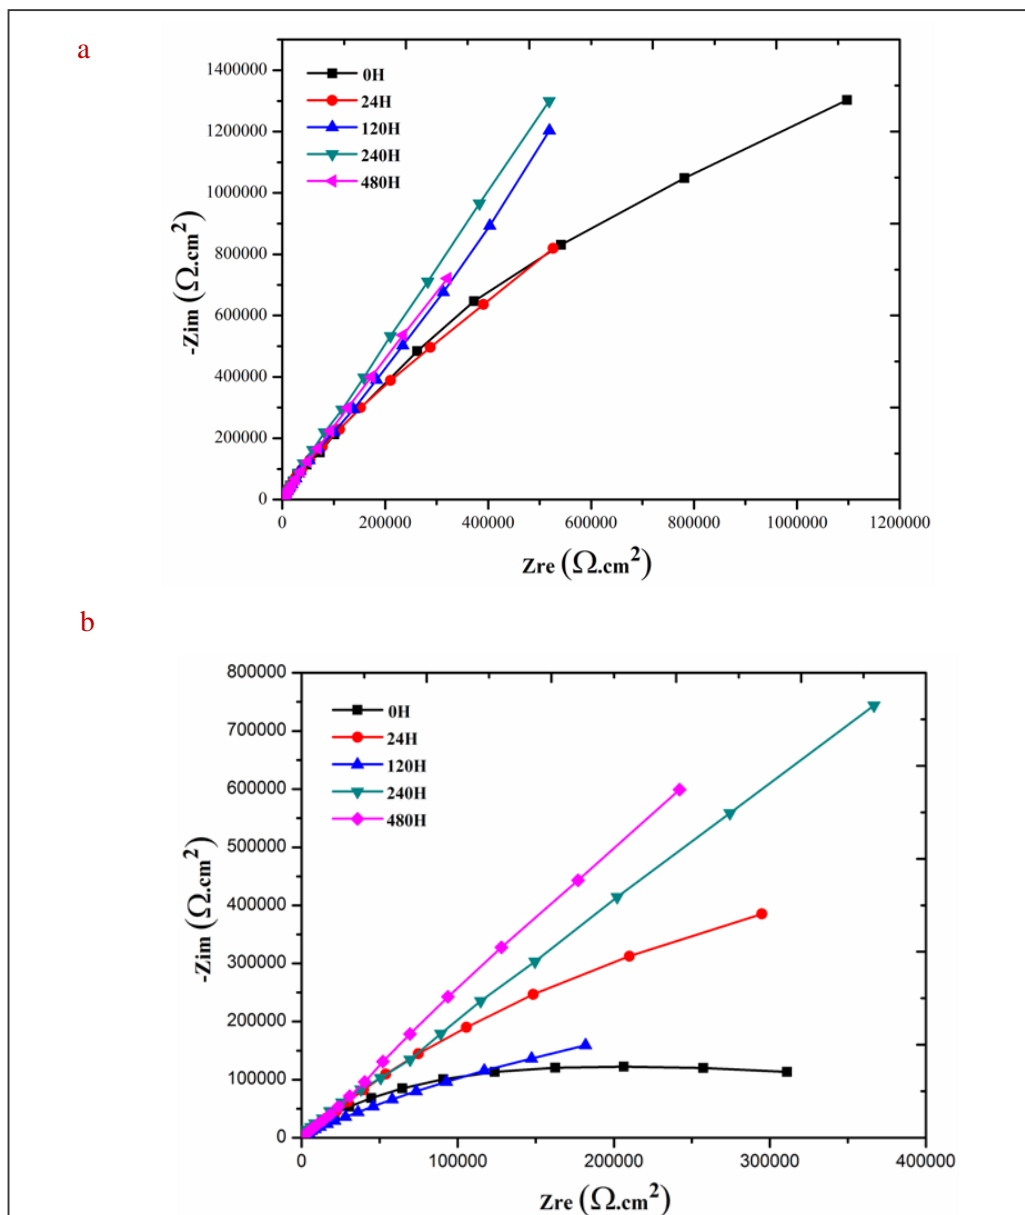 a
1400000
1200000
1000000
800000
600000
400000
200000
0
-Zim (Ω.cm²)
0H
24H
120H
240H
480H
0 200000 400000 600000 800000 1000000 1200000
Zre (Ω.cm²)
b
800000
700000
600000
500000
400000
300000
200000
100000
0
-Zim (Ω.cm²)
0H
24H
120H
240H
480H
0 100000 200000 300000 400000
Zre (Ω.cm²)